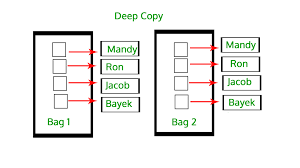 Deep Copy
Mandy
Ron
Jacob
Bayek
Bag 1
Mandy
Ron
Jacob
Bayek
Bag 2